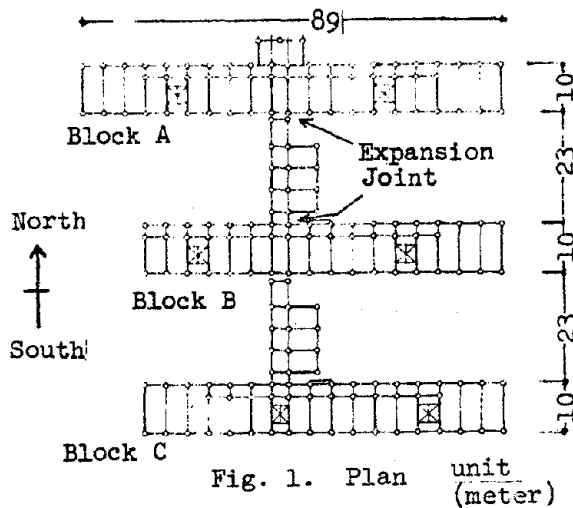 89
10
Block A
Expansion
Joint
23
North
10
Block B
South
23
10
Block C
Fig. 1. Plan unit
(meter)